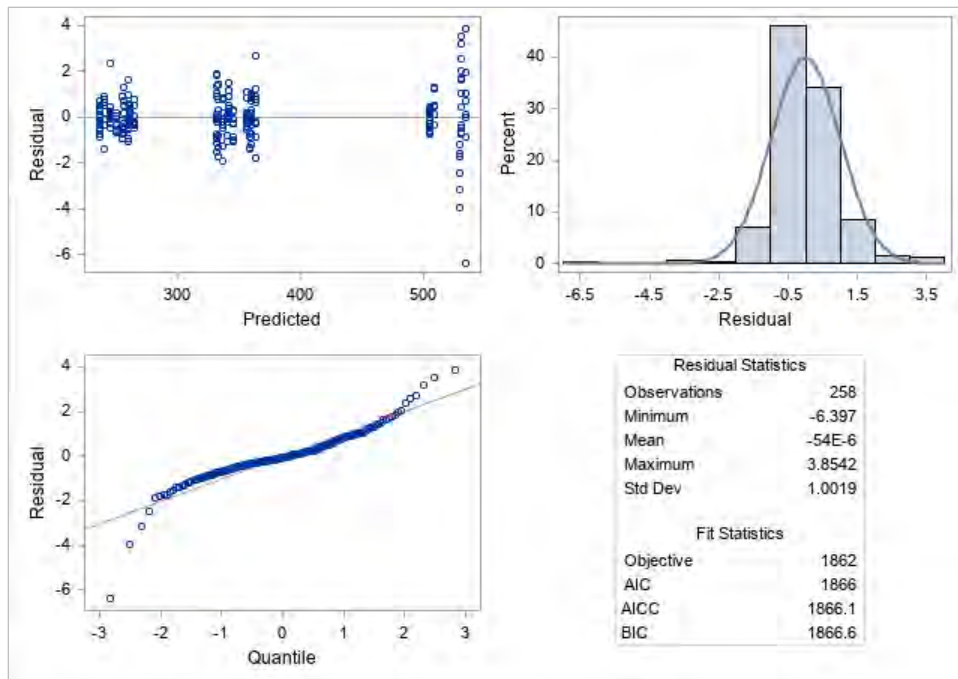 4
2
0
-2
-4
-6
Residual
300 400 500
Predicted
40
30
20
10
0
Percent
-6.5 -4.5 -2.5 -0.5 1.5 3.5
Residual
4
2
0
-2
-4
-6
Residual
-3 -2 -1 0 1 2 3
Quantile
Residual Statistics
Observations 258
Minimum -6.397
Mean -54E-6
Maximum 3.8542
Std Dev 1.0019
Fit Statistics
Objective 1862
AIC 1866
AICC 1866.1
BIC 1866.6